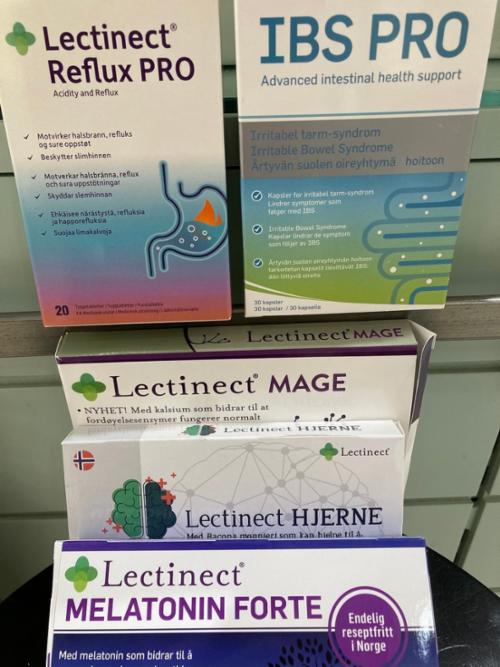 Lectinect®
Reflux PRO
Acidity and Reflux
Motvirker halsbrann, refluks
og sure oppstøt
Beskytter slimhinnen
Motverkar halsbränna, reflux
och sura uppstötningar
Skyddar slemhinnan
Ehkäisee närästystä, refluksia
ja happorefluksia
Suojaa limakalvoja
20
IBS PRO
Advanced intestinal health support
Irritabel tarm-syndrom
Irritable Bowel Syndrome
Ärtyvän suolen oireyhtymä hoitoon
Kapsler for irritabel tarm-syndrom
Lindrer symptomer som
følger med IBS
Irritable Bowel Syndrome
Kapslar lindrar de symptom
som följer av IBS
Ärtyvän suolen oireyhtymän hoitoon
30 kapsler
30 kapslar / 30 kapselia
Lectinect® MAGE
Lectinect® MAGE
• NYHET! Med kalsium som bidrar til at
fordøyelsesenzymer fungerer normalt
Lectinect HJERNE
Lectinect®
Lectinect HJERNE
Med Bacopa monnieri som kan hjelpe til å
Lectinect®
MELATONIN FORTE
Endelig
reseptfritt
i Norge
Med melatonin som bidrar til å